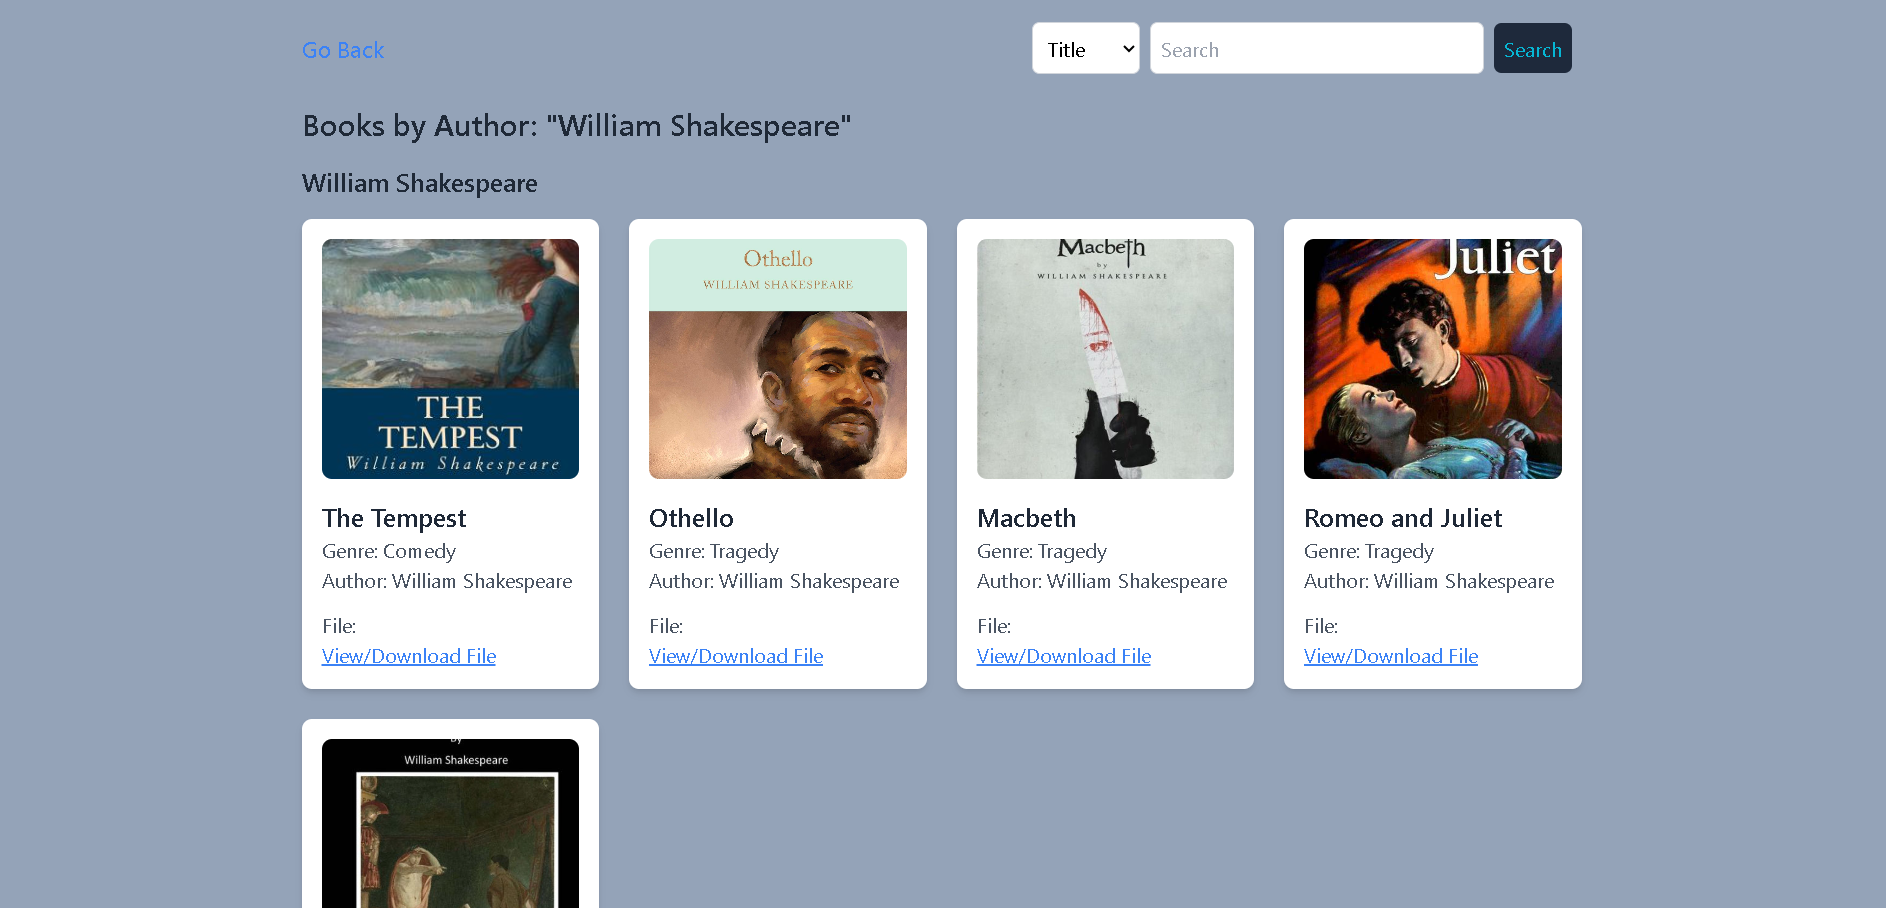 Go Back
Title
Search
Search
Books by Author: "William Shakespeare"
William Shakespeare
THE
TEMPEST
William Shakespeare
The Tempest
Genre: Comedy
Author: William Shakespeare
File:
View/Download File
Othello
WILLIAM SHAKESPEARE
Othello
Genre: Tragedy
Author: William Shakespeare
File:
View/Download File
Macbeth
by
WILLIAM SHAKESPEARE
Macbeth
Genre: Tragedy
Author: William Shakespeare
File:
View/Download File
Juliet
Romeo and Juliet
Genre: Tragedy
Author: William Shakespeare
File:
View/Download File
By
William Shakespeare